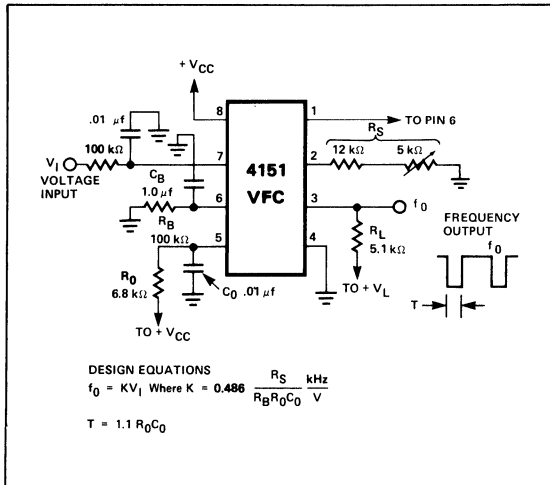 + VCC
8
1
TO PIN 6
.01 µf
RS
100 kΩ
12 kΩ
5 kΩ
VI
VOLTAGE
INPUT
7
4151
VFC
2
CB
1.0 µf
6
3
f0
RB
100 kΩ
5
4
RL
5.1 kΩ
FREQUENCY
OUTPUT
f0
R0
6.8 kΩ
C0 .01 µf
TO + VL
T
TO + VCC
DESIGN EQUATIONS
f0 = KVI Where K = 0.486 RS / RBR0C0 kHz / V
T = 1.1 R0C0